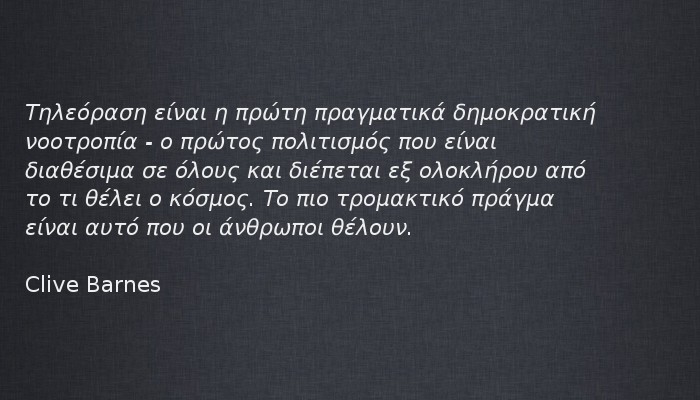 Τηλεόραση είναι η πρώτη πραγματικά δημοκρατική
νοοτροπία - ο πρώτος πολιτισμός που είναι
διαθέσιμα σε όλους και διέπεται εξ ολοκλήρου από
το τι θέλει ο κόσμος. Το πιο τρομακτικό πράγμα
είναι αυτό που οι άνθρωποι θέλουν.
Clive Barnes